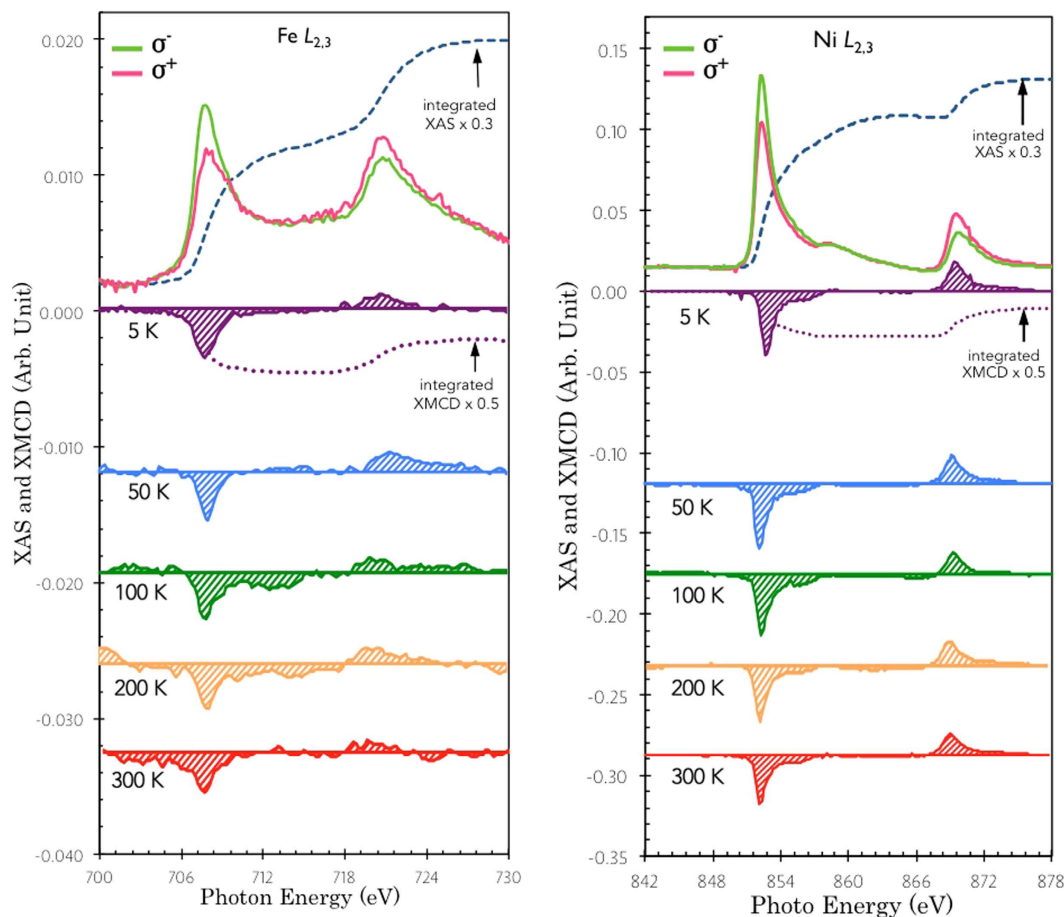 Fe L2,3
σ-
σ+
integrated
XAS x 0.3
5 K
integrated
XMCD x 0.5
50 K
100 K
200 K
300 K
0.020
0.010
0.000
-0.010
-0.020
-0.030
-0.040
700
706
712
718
724
730
XAS and XMCD (Arb. Unit)
Photon Energy (eV)
Ni L2,3
σ-
σ+
integrated
XAS x 0.3
5 K
integrated
XMCD x 0.5
50 K
100 K
200 K
300 K
0.15
0.10
0.05
0.00
-0.05
-0.10
-0.15
-0.20
-0.25
-0.30
-0.35
842
848
854
860
866
872
878
XAS and XMCD (Arb. Unit)
Photo Energy (eV)